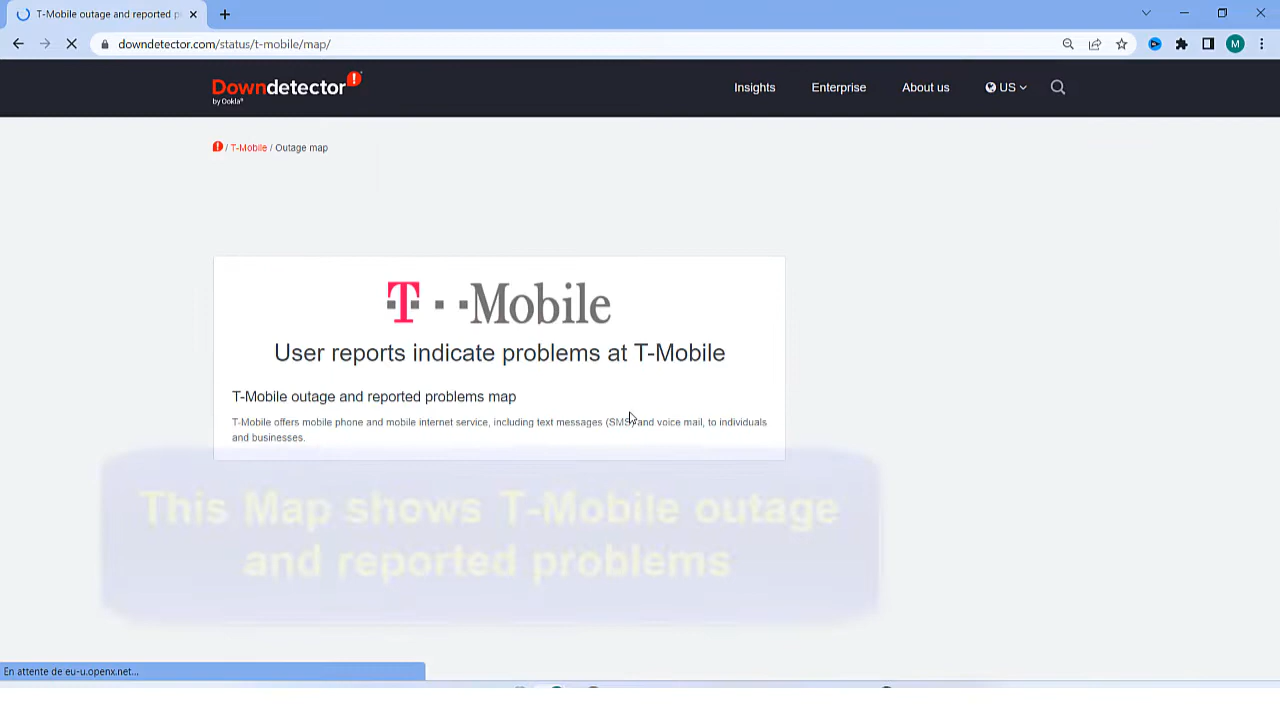 T-Mobile outage and reported p
downdetector.com/status/t-mobile/map/
M
Downdetector
by Ookla®
Insights
Enterprise
About us
US
/ T-Mobile / Outage map
T · ·Mobile
User reports indicate problems at T-Mobile
T-Mobile outage and reported problems map
T-Mobile offers mobile phone and mobile internet service, including text messages (SMS) and voice mail, to individuals
and businesses.
This Map shows T-Mobile outage
and reported problems
En attente de eu-u.openx.net...